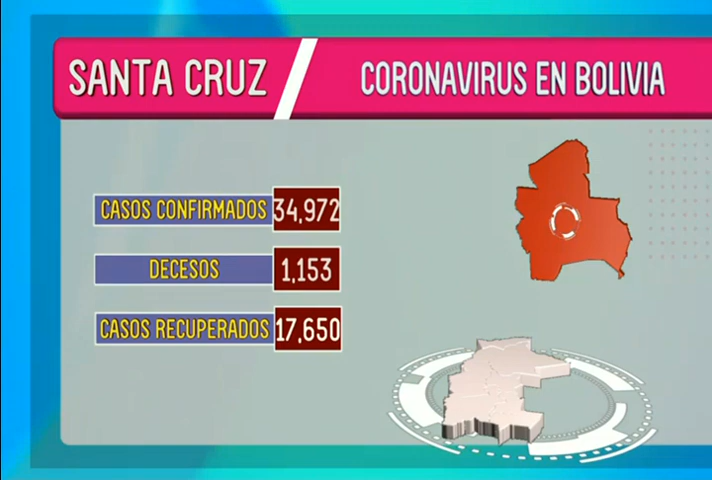 SANTA CRUZ
CORONAVIRUS EN BOLIVIA
CASOS CONFIRMADOS 34,972
DECESOS 1,153
CASOS RECUPERADOS 17,650